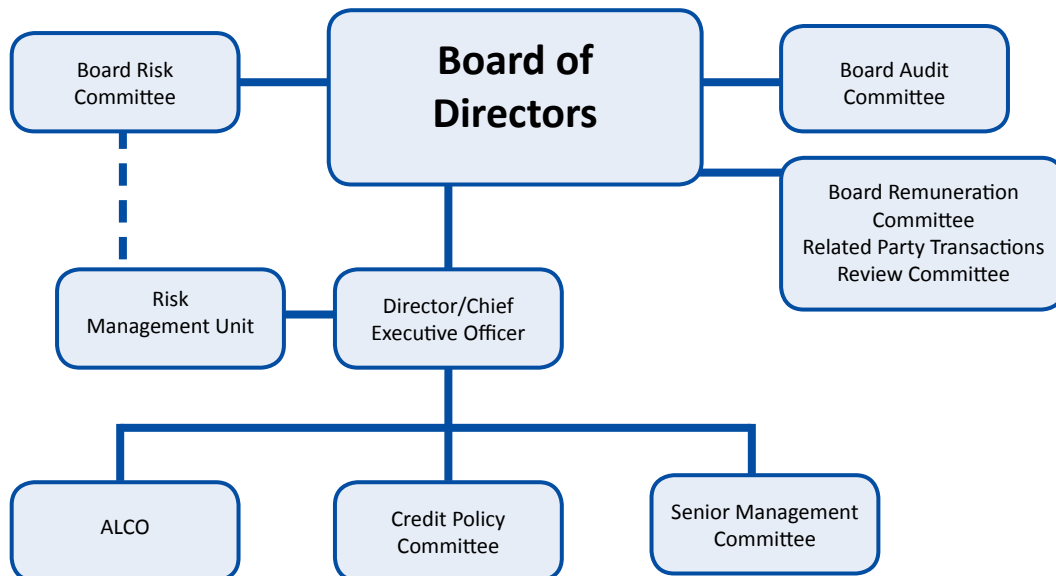 Board Risk
Committee
Board of
Directors
Board Audit
Committee
Board Remuneration
Committee
Related Party Transactions
Review Committee
Risk
Management Unit
Director/Chief
Executive Officer
ALCO
Credit Policy
Committee
Senior Management
Committee